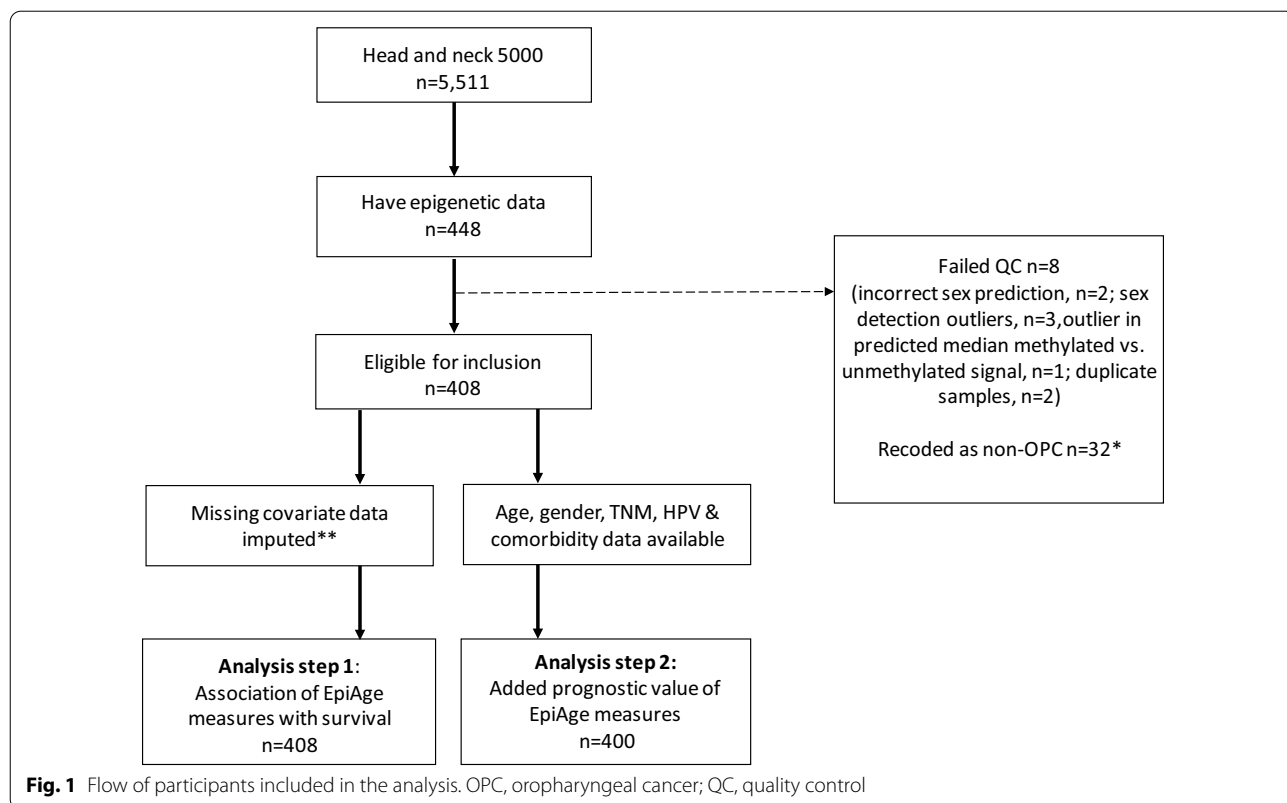 Head and neck 5000
n=5,511
Have epigenetic data
n=448
Failed QC n=8
(incorrect sex prediction, n=2; sex
detection outliers, n=3,outlier in
predicted median methylated vs.
unmethylated signal, n=1; duplicate
samples, n=2)
Recoded as non-OPC n=32*
Eligible for inclusion
n=408
Missing covariate data
imputed**
Age, gender, TNM, HPV &
comorbidity data available
Analysis step 1:
Association of EpiAge
measures with survival
n=408
Analysis step 2:
Added prognostic value of
EpiAge measures
n=400
Fig. 1 Flow of participants included in the analysis. OPC, oropharyngeal cancer; QC, quality control